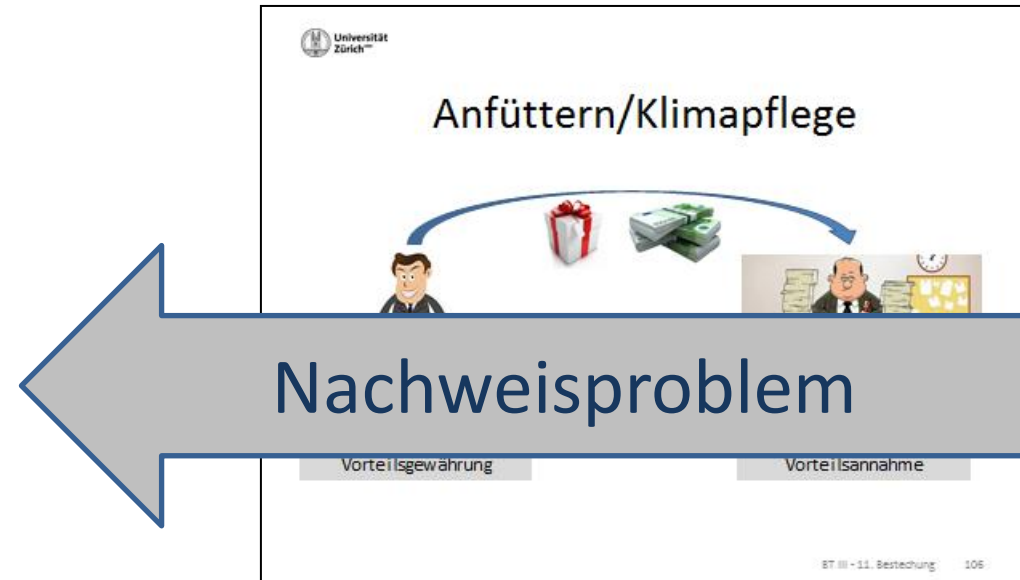 Universität
Zürich
Anfüttern/Klimapflege
Nachweisproblem
Vorteilsgewährung
Vorteilsannahme
BT III - 11. Bestechung 106